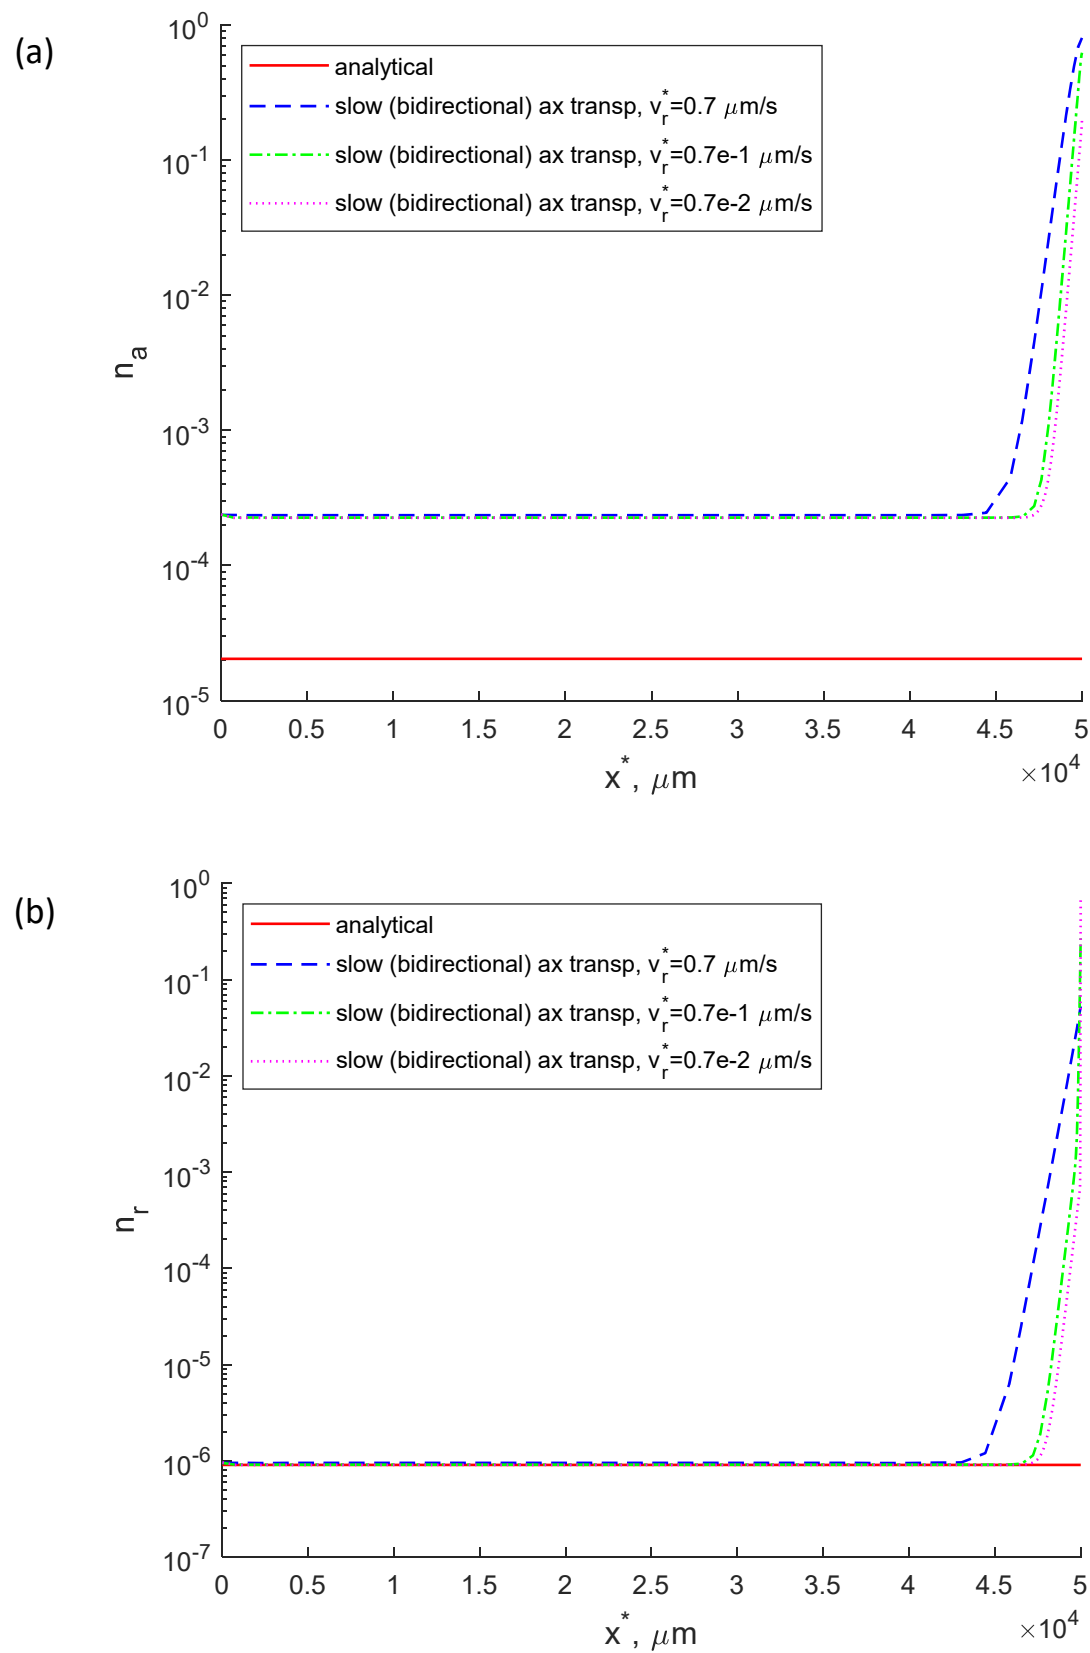 (a)
analytical
slow (bidirectional) ax transp, v_r^*=0.7 μm/s
slow (bidirectional) ax transp, v_r^*=0.7e-1 μm/s
slow (bidirectional) ax transp, v_r^*=0.7e-2 μm/s
10^0
10^-1
10^-2
10^-3
10^-4
10^-5
n_a
0 0.5 1 1.5 2 2.5 3 3.5 4 4.5 5
×10^4
x^*, μm
(b)
analytical
slow (bidirectional) ax transp, v_r^*=0.7 μm/s
slow (bidirectional) ax transp, v_r^*=0.7e-1 μm/s
slow (bidirectional) ax transp, v_r^*=0.7e-2 μm/s
10^0
10^-1
10^-2
10^-3
10^-4
10^-5
10^-6
10^-7
n_r
0 0.5 1 1.5 2 2.5 3 3.5 4 4.5 5
×10^4
x^*, μm